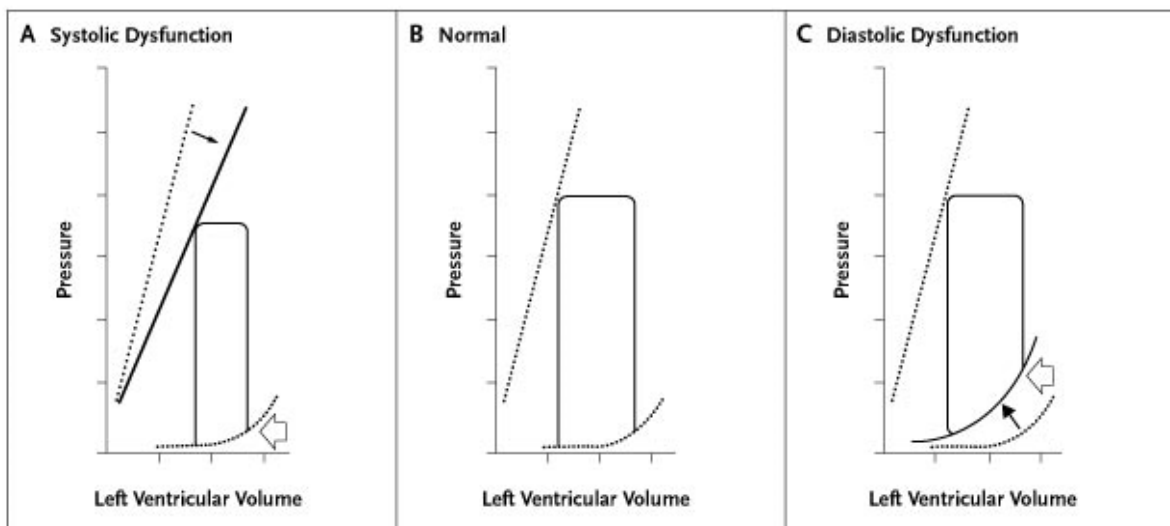 A Systolic Dysfunction
Pressure
Left Ventricular Volume
B Normal
Pressure
Left Ventricular Volume
C Diastolic Dysfunction
Pressure
Left Ventricular Volume